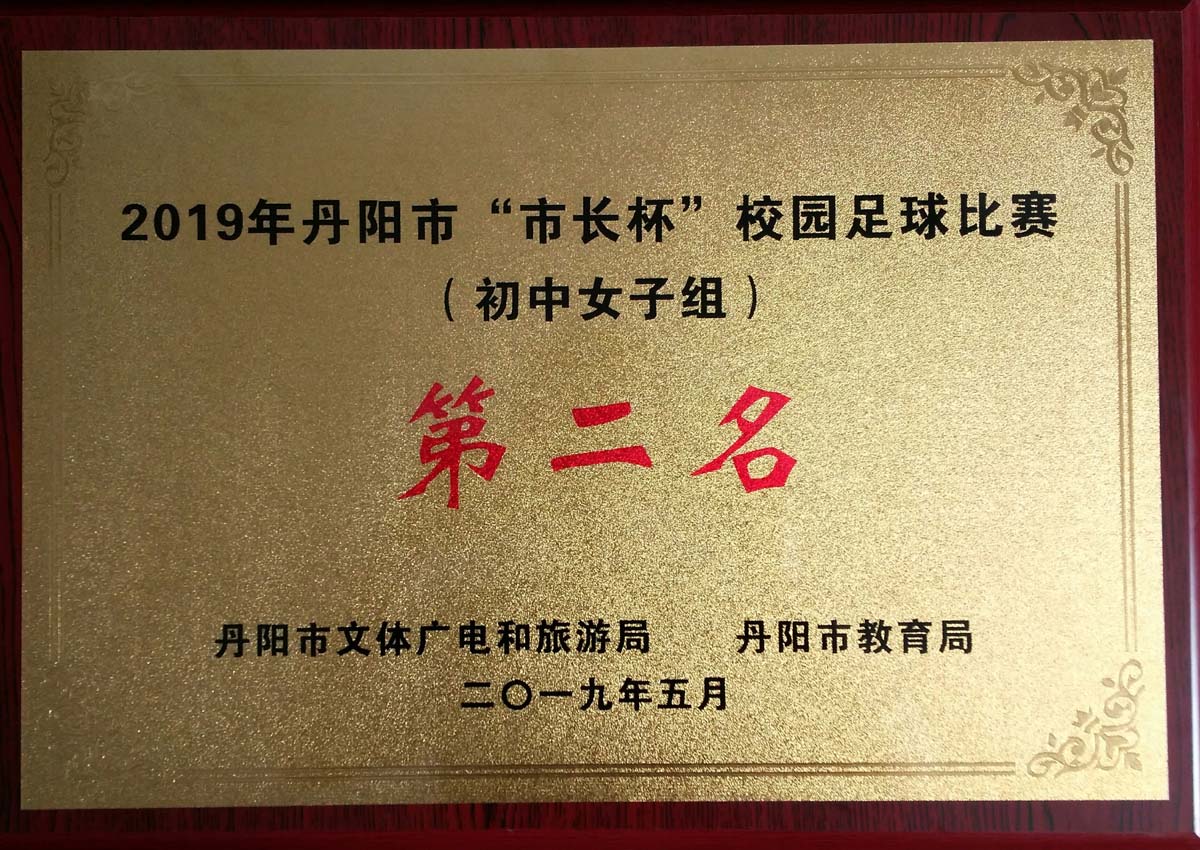 2019年丹阳市“市长杯”校园足球比赛
（初中女子组）
第二名
丹阳市文体广电和旅游局 丹阳市教育局
二〇一九年五月